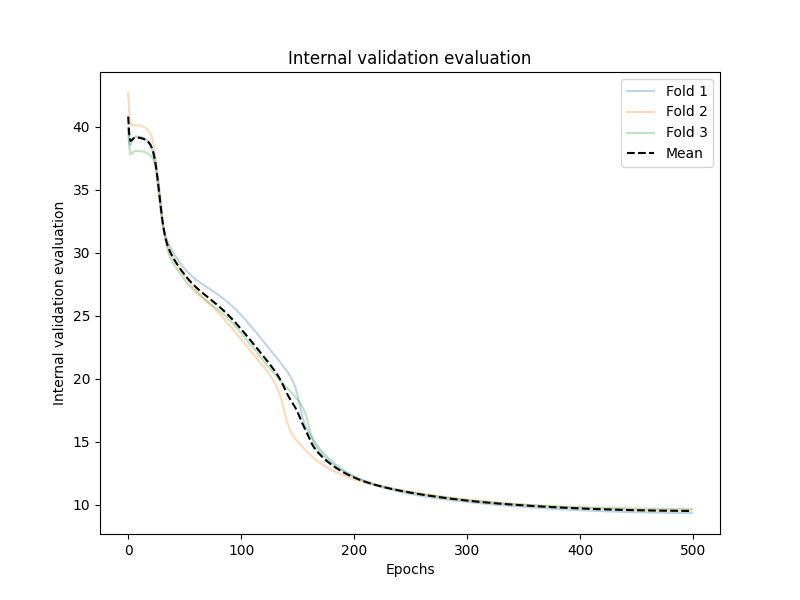 Internal validation evaluation
Fold 1
Fold 2
Fold 3
Mean
Internal validation evaluation
40
35
30
25
20
15
10
0 100 200 300 400 500
Epochs